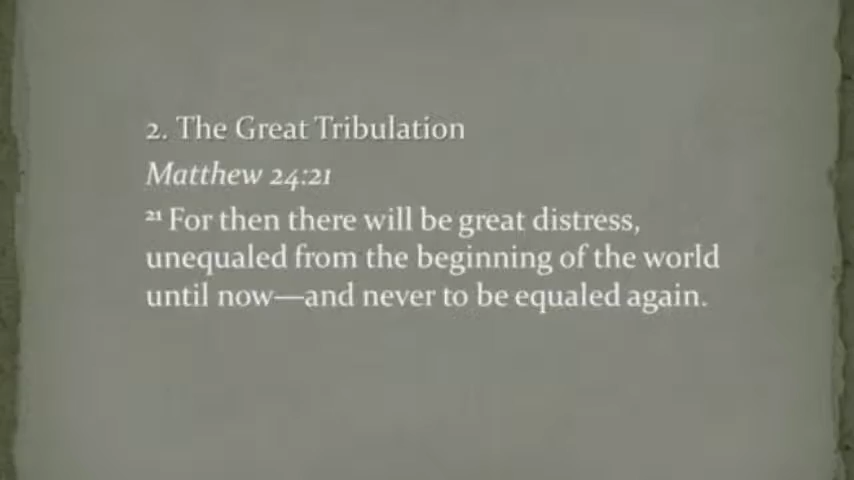 2. The Great Tribulation
Matthew 24:21
²¹ For then there will be great distress,
unequaled from the beginning of the world
until now—and never to be equaled again.